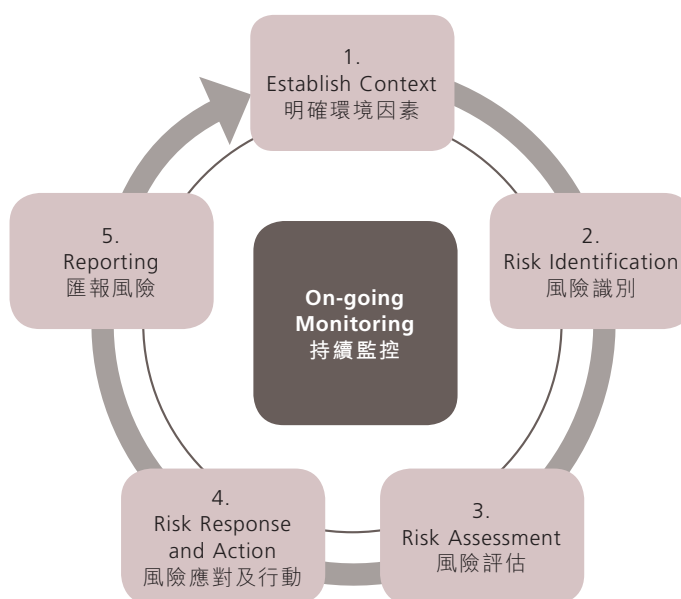 1.
Establish Context
明確環境因素
2.
Risk Identification
風險識別
3.
Risk Assessment
風險評估
4.
Risk Response
and Action
風險應對及行動
5.
Reporting
匯報風險
On-going
Monitoring
持續監控